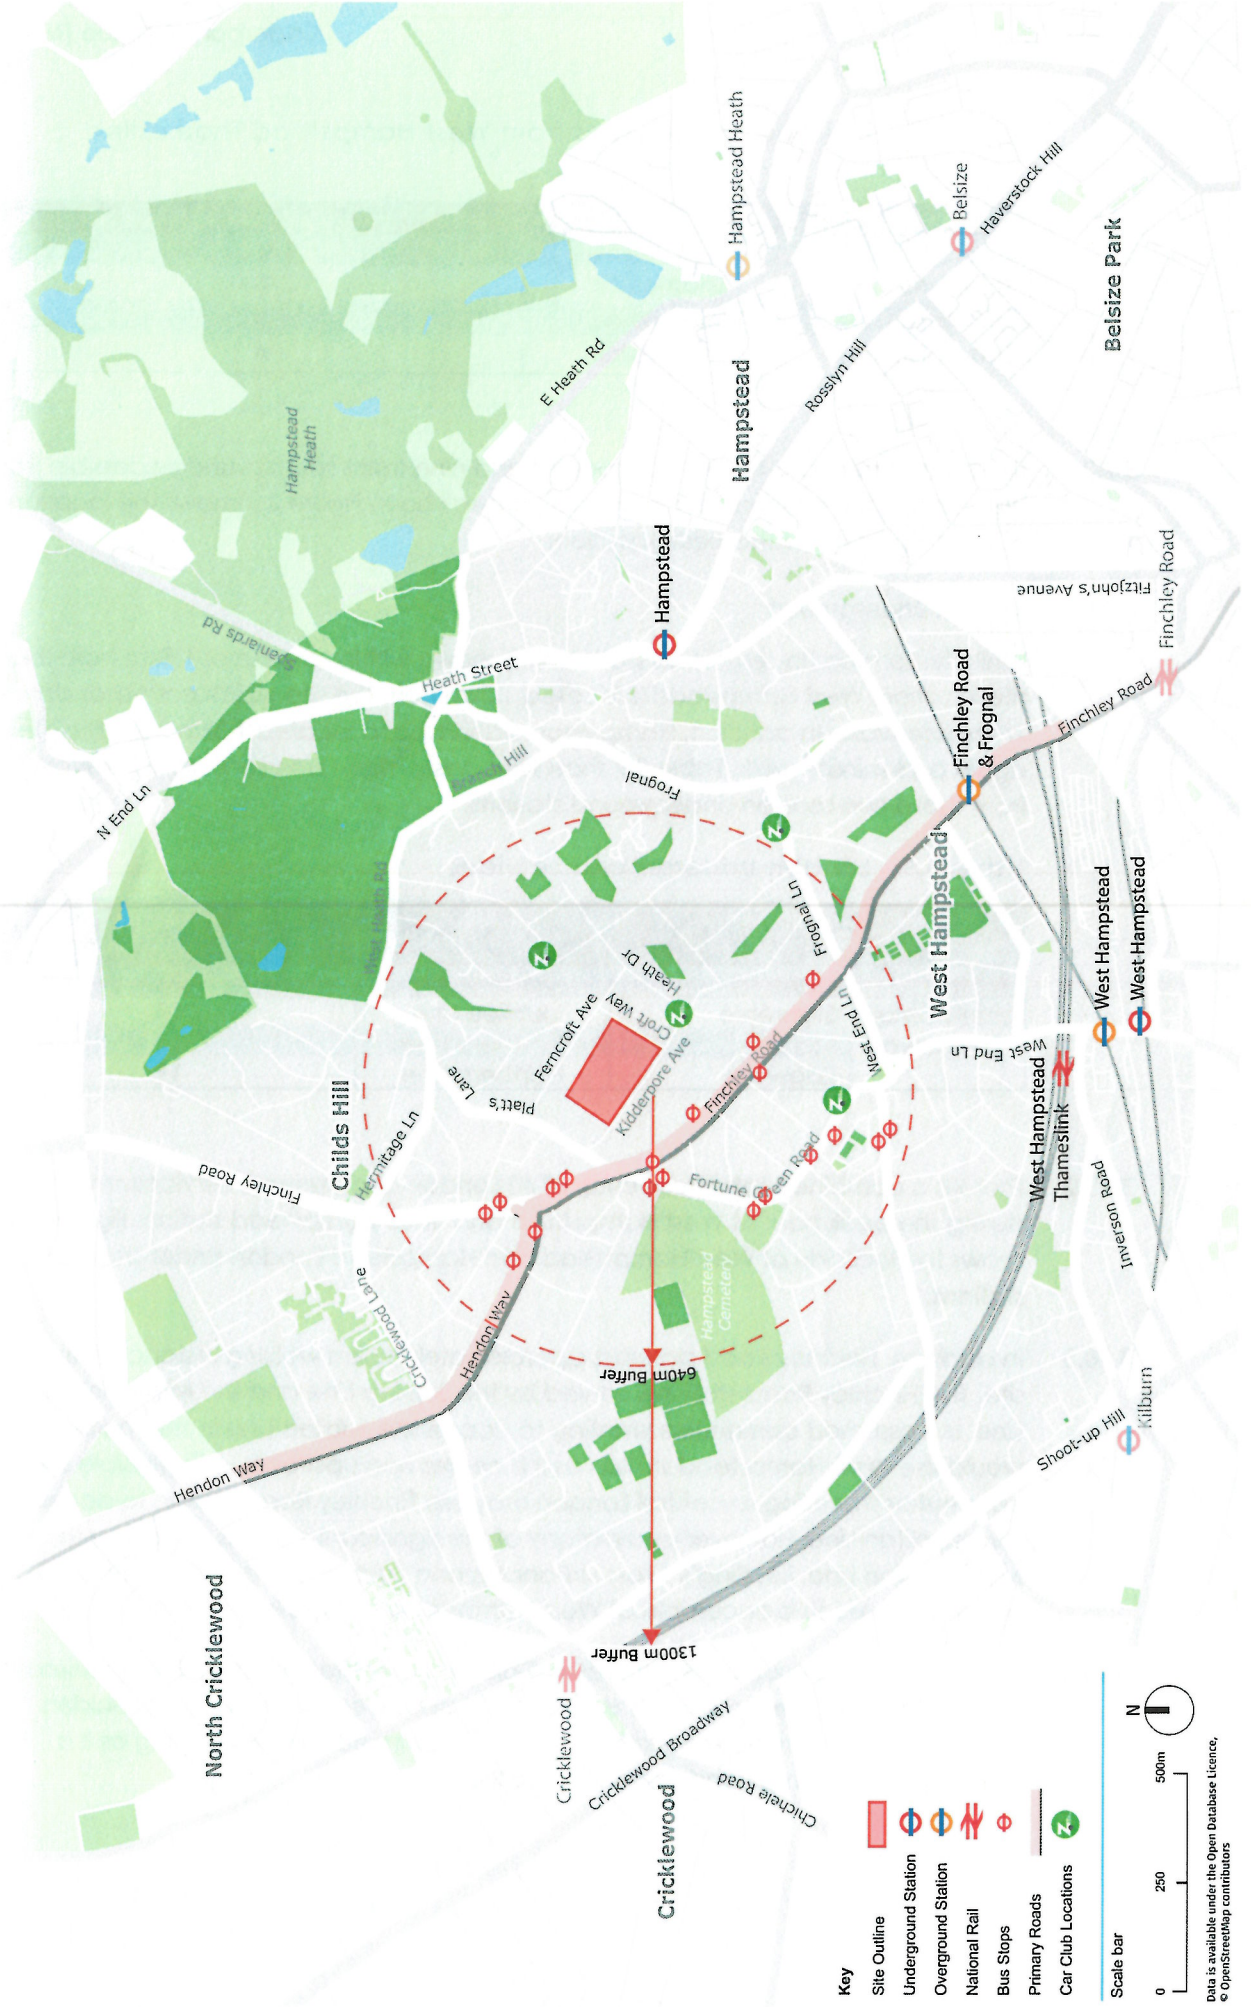 Hampstead Heath
Belsize
Haverstock Hill
Belsize Park
E Heath Rd
Rosslyn Hill
Hampstead
Hampstead
Heath
Hampstead
Spaniards Rd
Heath Street
Fitzjohn's Avenue
Finchley Road
Finchley Road
Finchley Road
& Frognal
N End Ln
Hill
Frognal
West Heath Rd
West Hampstead
West Hampstead
West Hampstead
Frognal Ln
Heath Dr
Croft Way
Ferncroft Ave
Kidderpore Ave
Platt's
Lane
Finchley Road
West End Ln
West End Ln
West Hampstead
Thameslink
Childs Hill
Hermitage Ln
Finchley Road
Fortune Green Road
Inverson Road
Cricklewood Lane
Hendon Way
Hampstead
Cemetery
640m Buffer
Kilburn
Shoot-up Hill
Hendon Way
North Cricklewood
1300m Buffer
Cricklewood
Cricklewood Broadway
Chichele Road
Cricklewood
Key
Site Outline
Underground Station
Overground Station
National Rail
Bus Stops
Primary Roads
Car Club Locations
Scale bar
N
0 250 500m
Data is available under the Open Database Licence,
© OpenStreetMap contributors